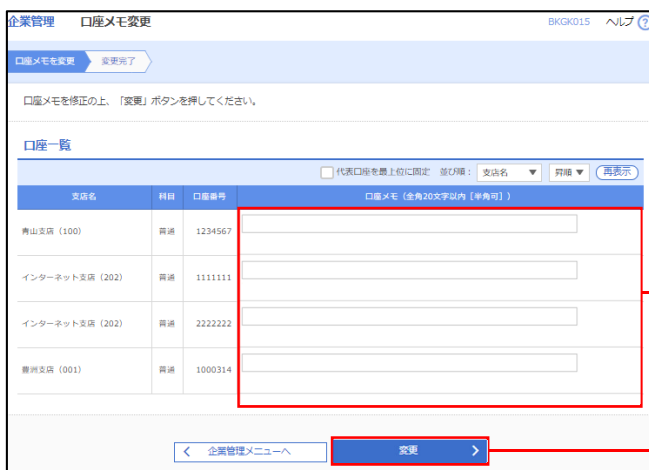 企業管理 口座メモ変更 BKGK015 ヘルプ ?
口座メモを変更 変更完了
口座メモを修正の上、「変更」ボタンを押してください。
口座一覧
代表口座を最上位に固定 並び順： 支店名 ▼ 昇順 ▼ 再表示
支店名 科目 口座番号 口座メモ（全角20文字以内［半角可］）
青山支店（100） 普通 1234567
インターネット支店（202） 普通 1111111
インターネット支店（202） 普通 2222222
豊洲支店（001） 普通 1000314
企業管理メニューへ 変更